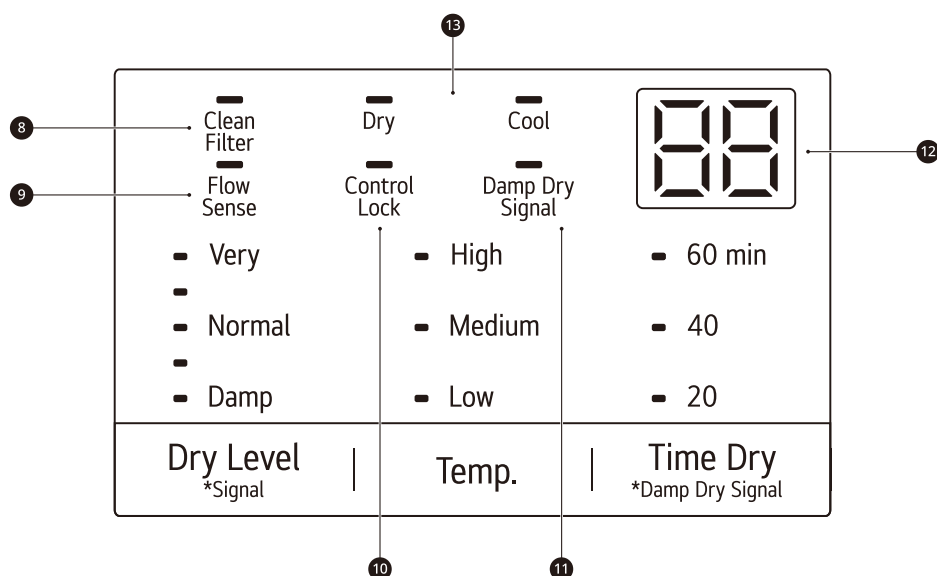 13
8
Clean
Filter
Dry
Cool
88
12
9
Flow
Sense
Control
Lock
Damp Dry
Signal
Very
High
60 min
Normal
Medium
40
Damp
Low
20
Dry Level
*Signal
Temp.
Time Dry
*Damp Dry Signal
10
11